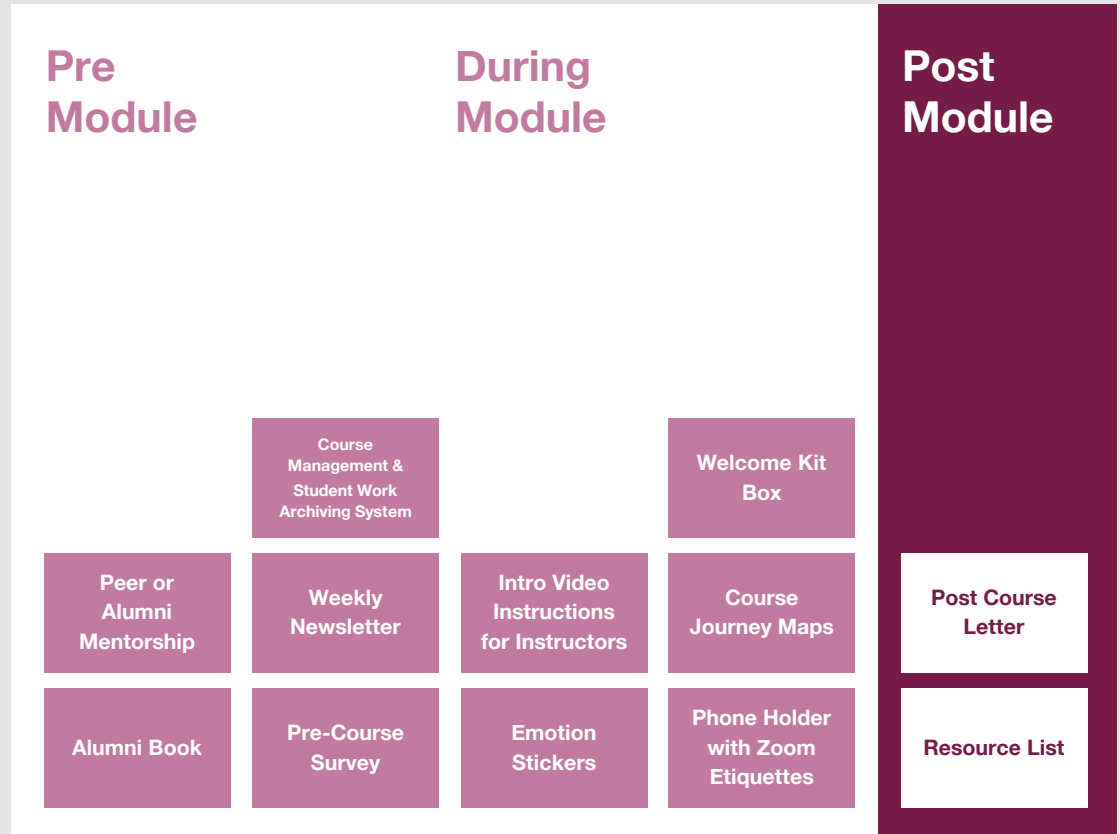 Pre
Module
During
Module
Post
Module
Course
Management &
Student Work
Archiving System
Welcome Kit
Box
Peer or
Alumni
Mentorship
Weekly
Newsletter
Intro Video
Instructions
for Instructors
Course
Journey Maps
Post Course
Letter
Alumni Book
Pre-Course
Survey
Emotion
Stickers
Phone Holder
with Zoom
Etiquettes
Resource List